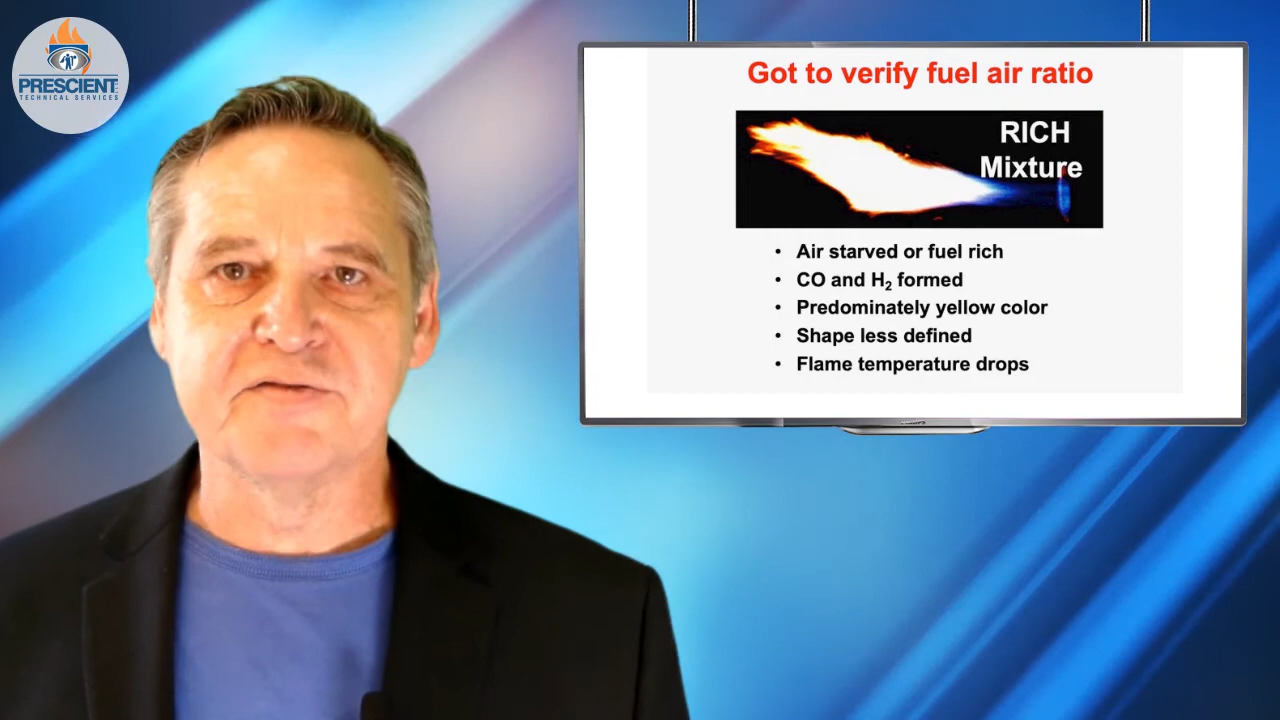 PRESCIENT
TECHNICAL SERVICES
Got to verify fuel air ratio
RICH
Mixture
• Air starved or fuel rich
• CO and H₂ formed
• Predominately yellow color
• Shape less defined
• Flame temperature drops